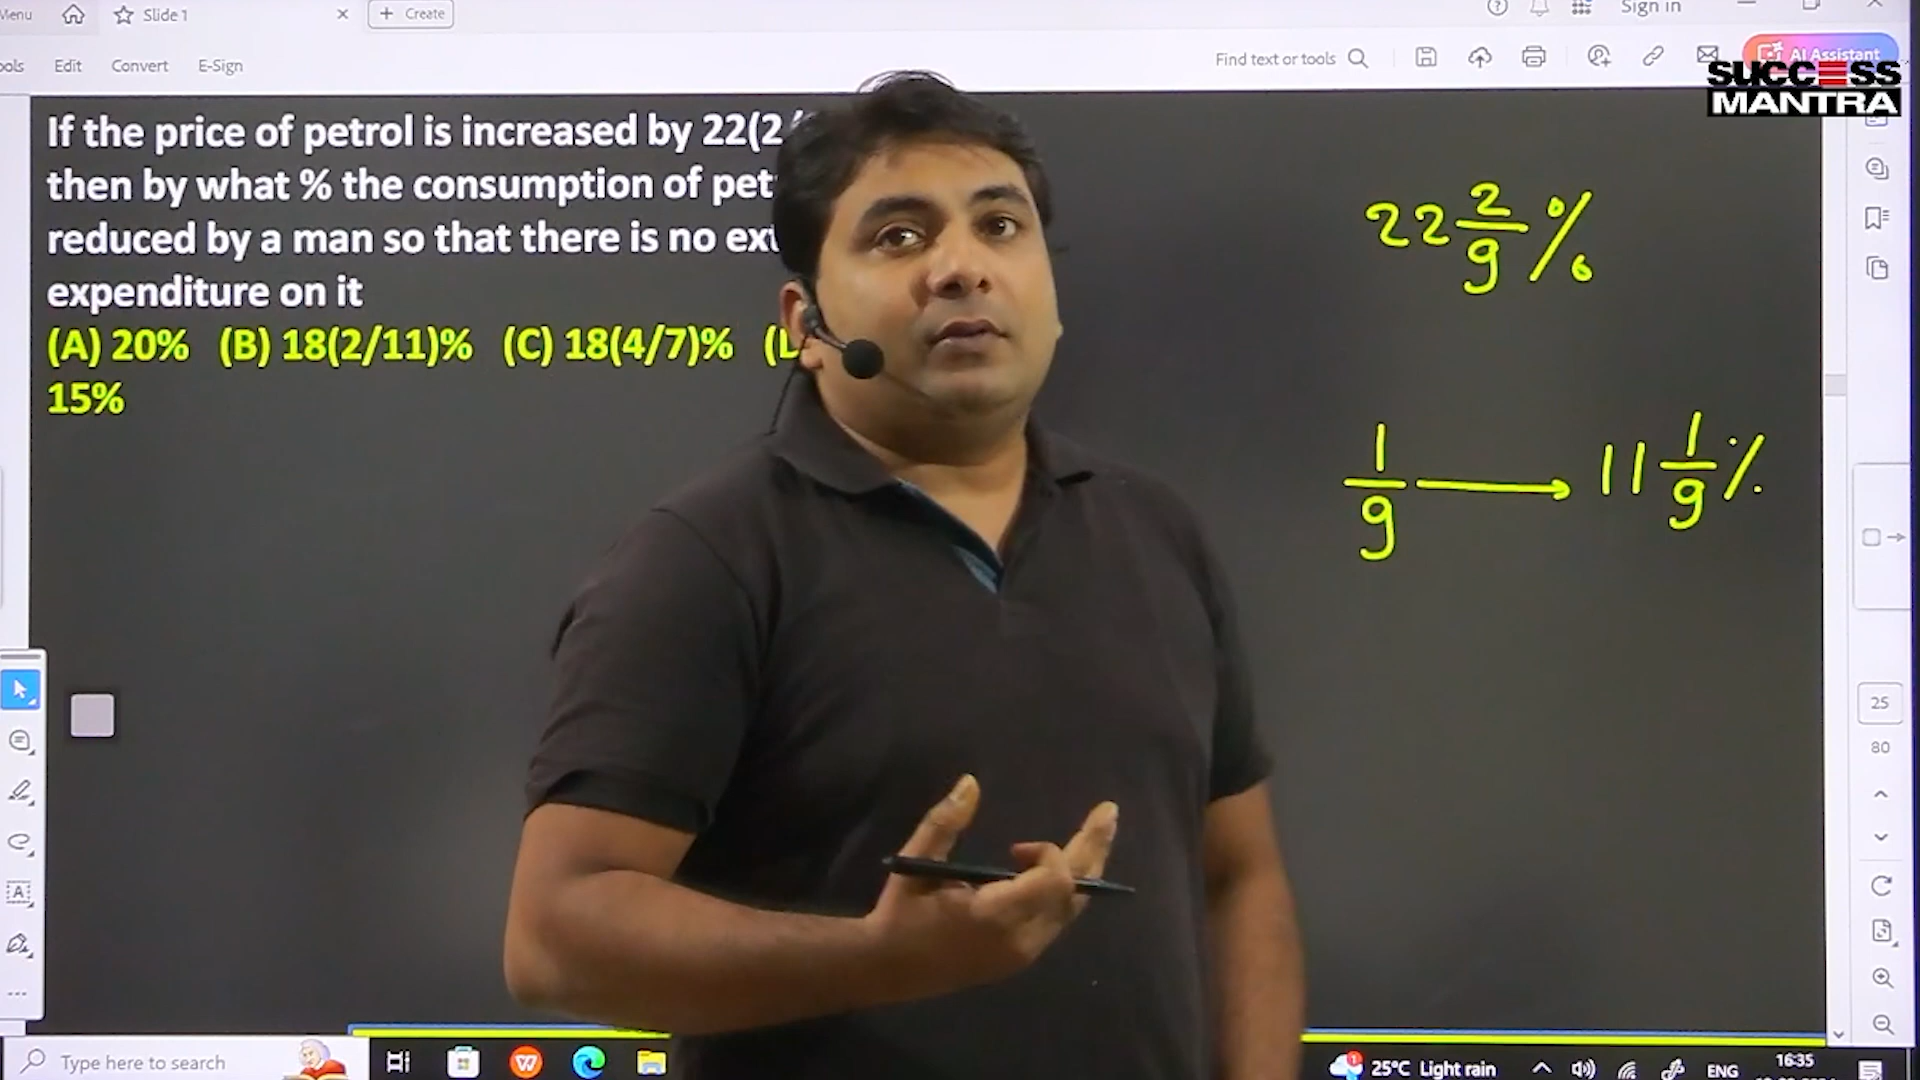 Menu
Slide 1
Create
Sign in
Edit
Convert
E-Sign
Find text or tools
AI Assistant
SUCCESS
MANTRA
If the price of petrol is increased by 22(2/
then by what % the consumption of pet
reduced by a man so that there is no ext
expenditure on it
(A) 20% (B) 18(2/11)% (C) 18(4/7)% (D
15%
22 2/9 %
1/9 → 11 1/9 %
25
80
Type here to search
25°C Light rain
ENG
16:35